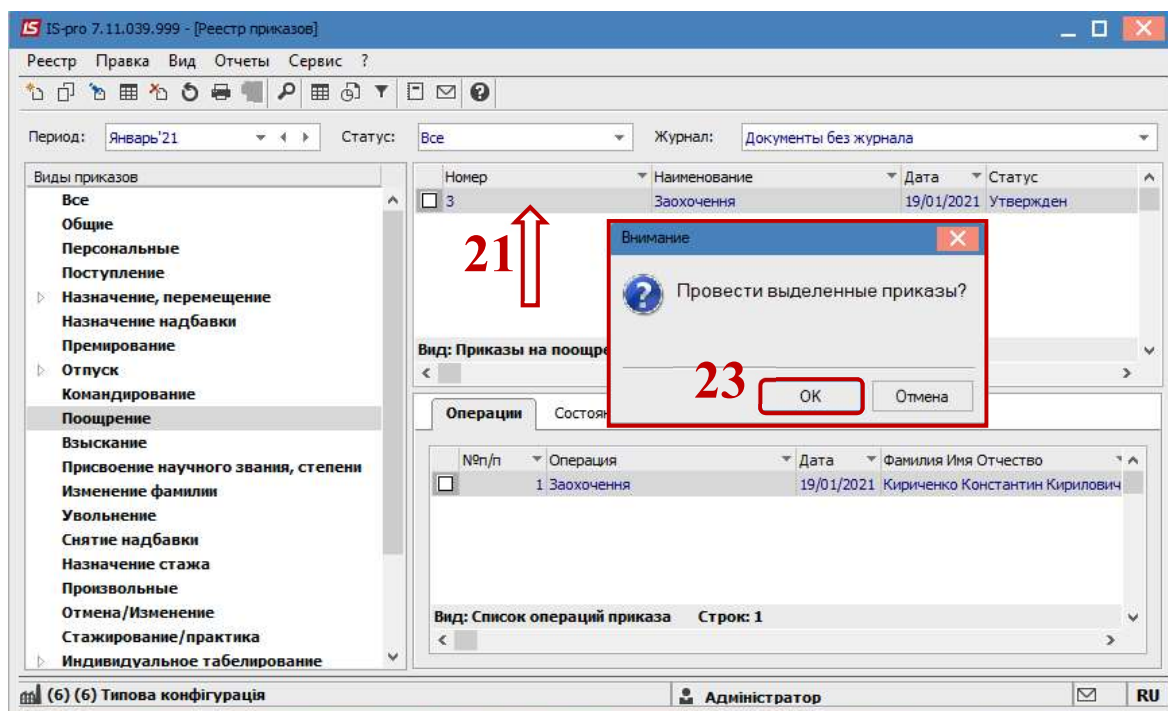 IS-pro 7.11.039.999 - [Реестр приказов]
Реестр Правка Вид Отчеты Сервис ?
Период: Январь'21 Статус: Все Журнал: Документы без журнала
Виды приказов
Все
Общие
Персональные
Поступление
Назначение, перемещение
Назначение надбавки
Премирование
Отпуск
Командирование
Поощрение
Взыскание
Присвоение научного звания, степени
Изменение фамилии
Увольнение
Снятие надбавки
Назначение стажа
Произвольные
Отмена/Изменение
Стажирование/практика
Индивидуальное табелирование
Номер Наименование Дата Статус
3 Заохочення 19/01/2021 Утвержден
21
Вид: Приказы на поощре
Внимание
Провести выделенные приказы?
23
OK Отмена
Операции Состоян
№п/п Операция Дата Фамилия Имя Отчество
1 Заохочення 19/01/2021 Кириченко Константин Кирилович
Вид: Список операций приказа Строк: 1
(6) (6) Типова конфігурація Адміністратор RU